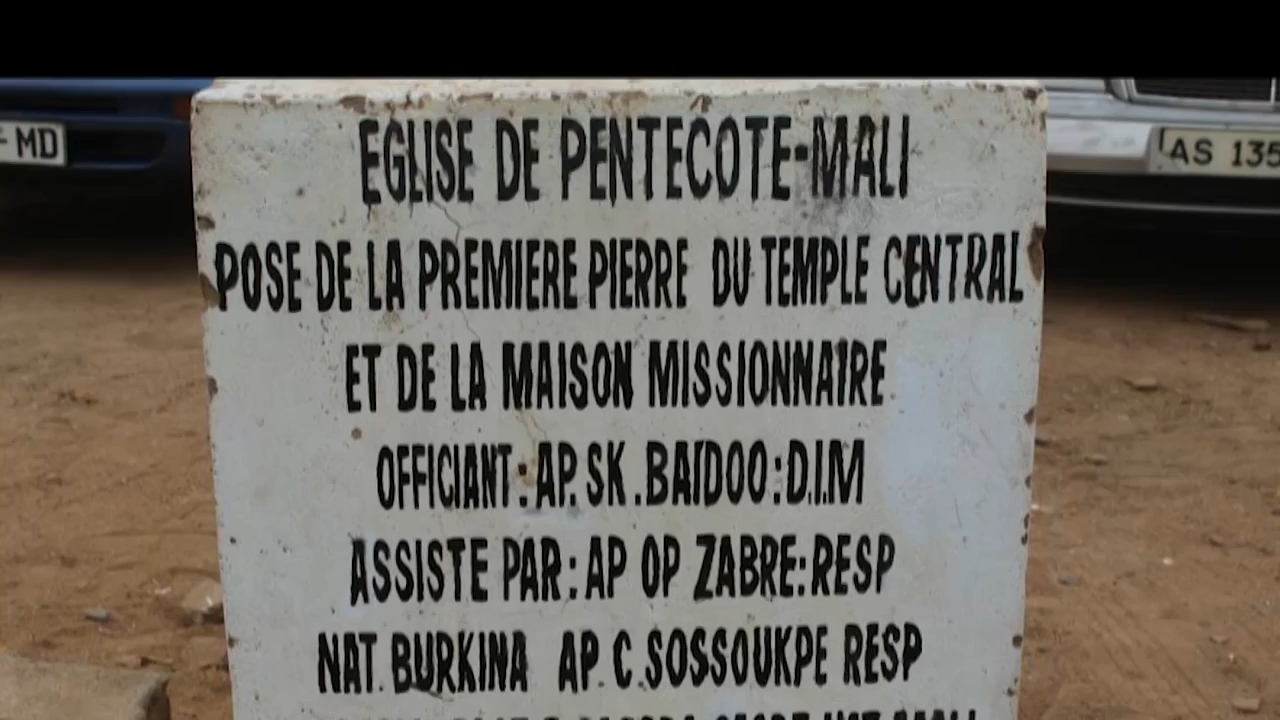 EGLISE DE PENTECOTE-MALI
POSE DE LA PREMIERE PIERRE DU TEMPLE CENTRAL
ET DE LA MAISON MISSIONNAIRE
OFFICIANT: AP. SK. BAIDOO: D.I.M
ASSISTE PAR: AP OP ZABRE: RESP
NAT. BURKINA AP. C. SOSSOUKPE RESP
MD
AS 135